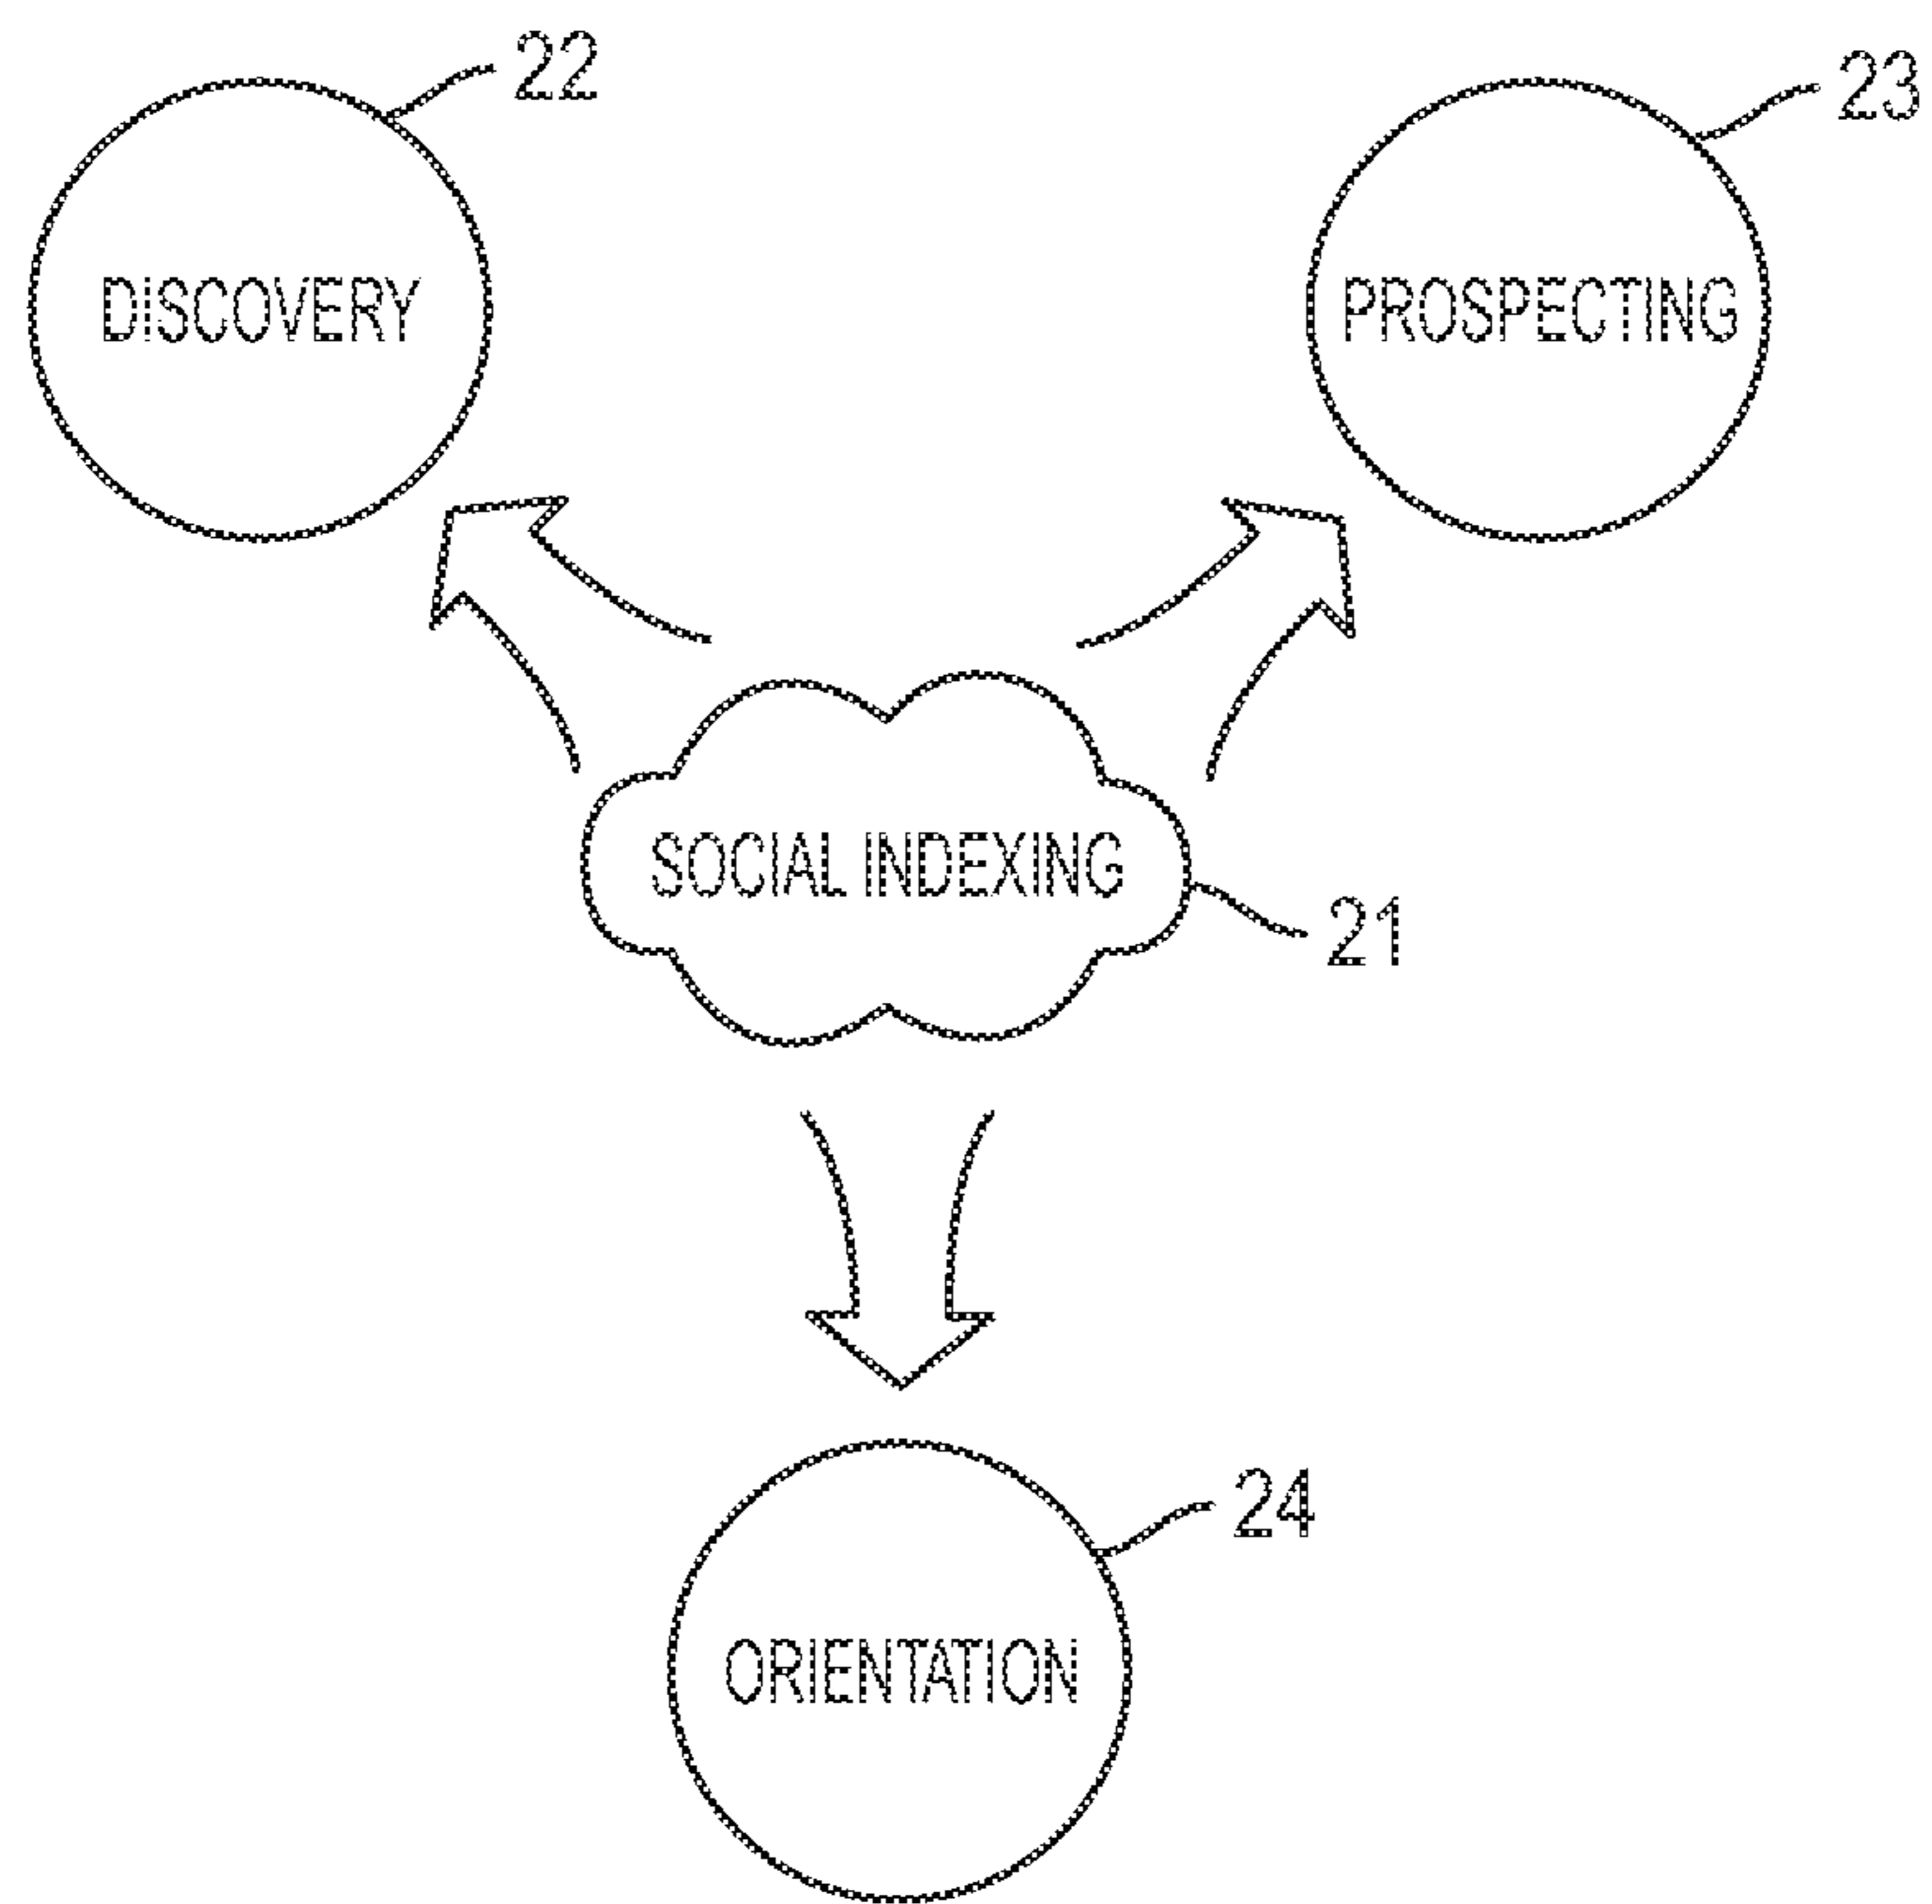 22
23
DISCOVERY
PROSPECTING
SOCIAL INDEXING
21
24
ORIENTATION